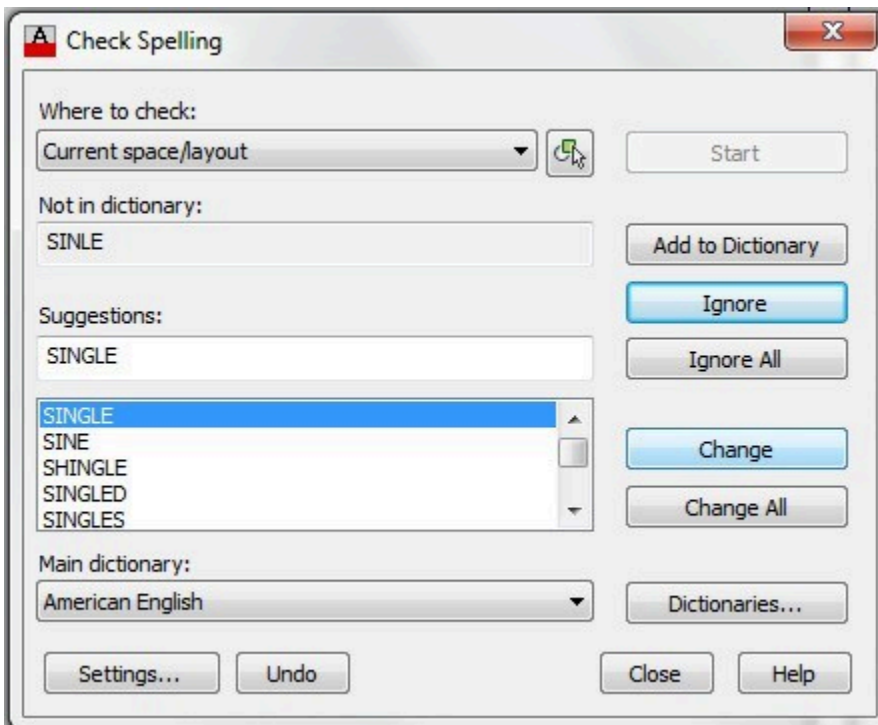 Check Spelling
Where to check:
Current space/layout
Start
Not in dictionary:
SINLE
Add to Dictionary
Ignore
Suggestions:
SINGLE
Ignore All
SINGLE
SINE
SHINGLE
SINGLED
SINGLES
Change
Change All
Main dictionary:
American English
Dictionaries...
Settings...
Undo
Close
Help